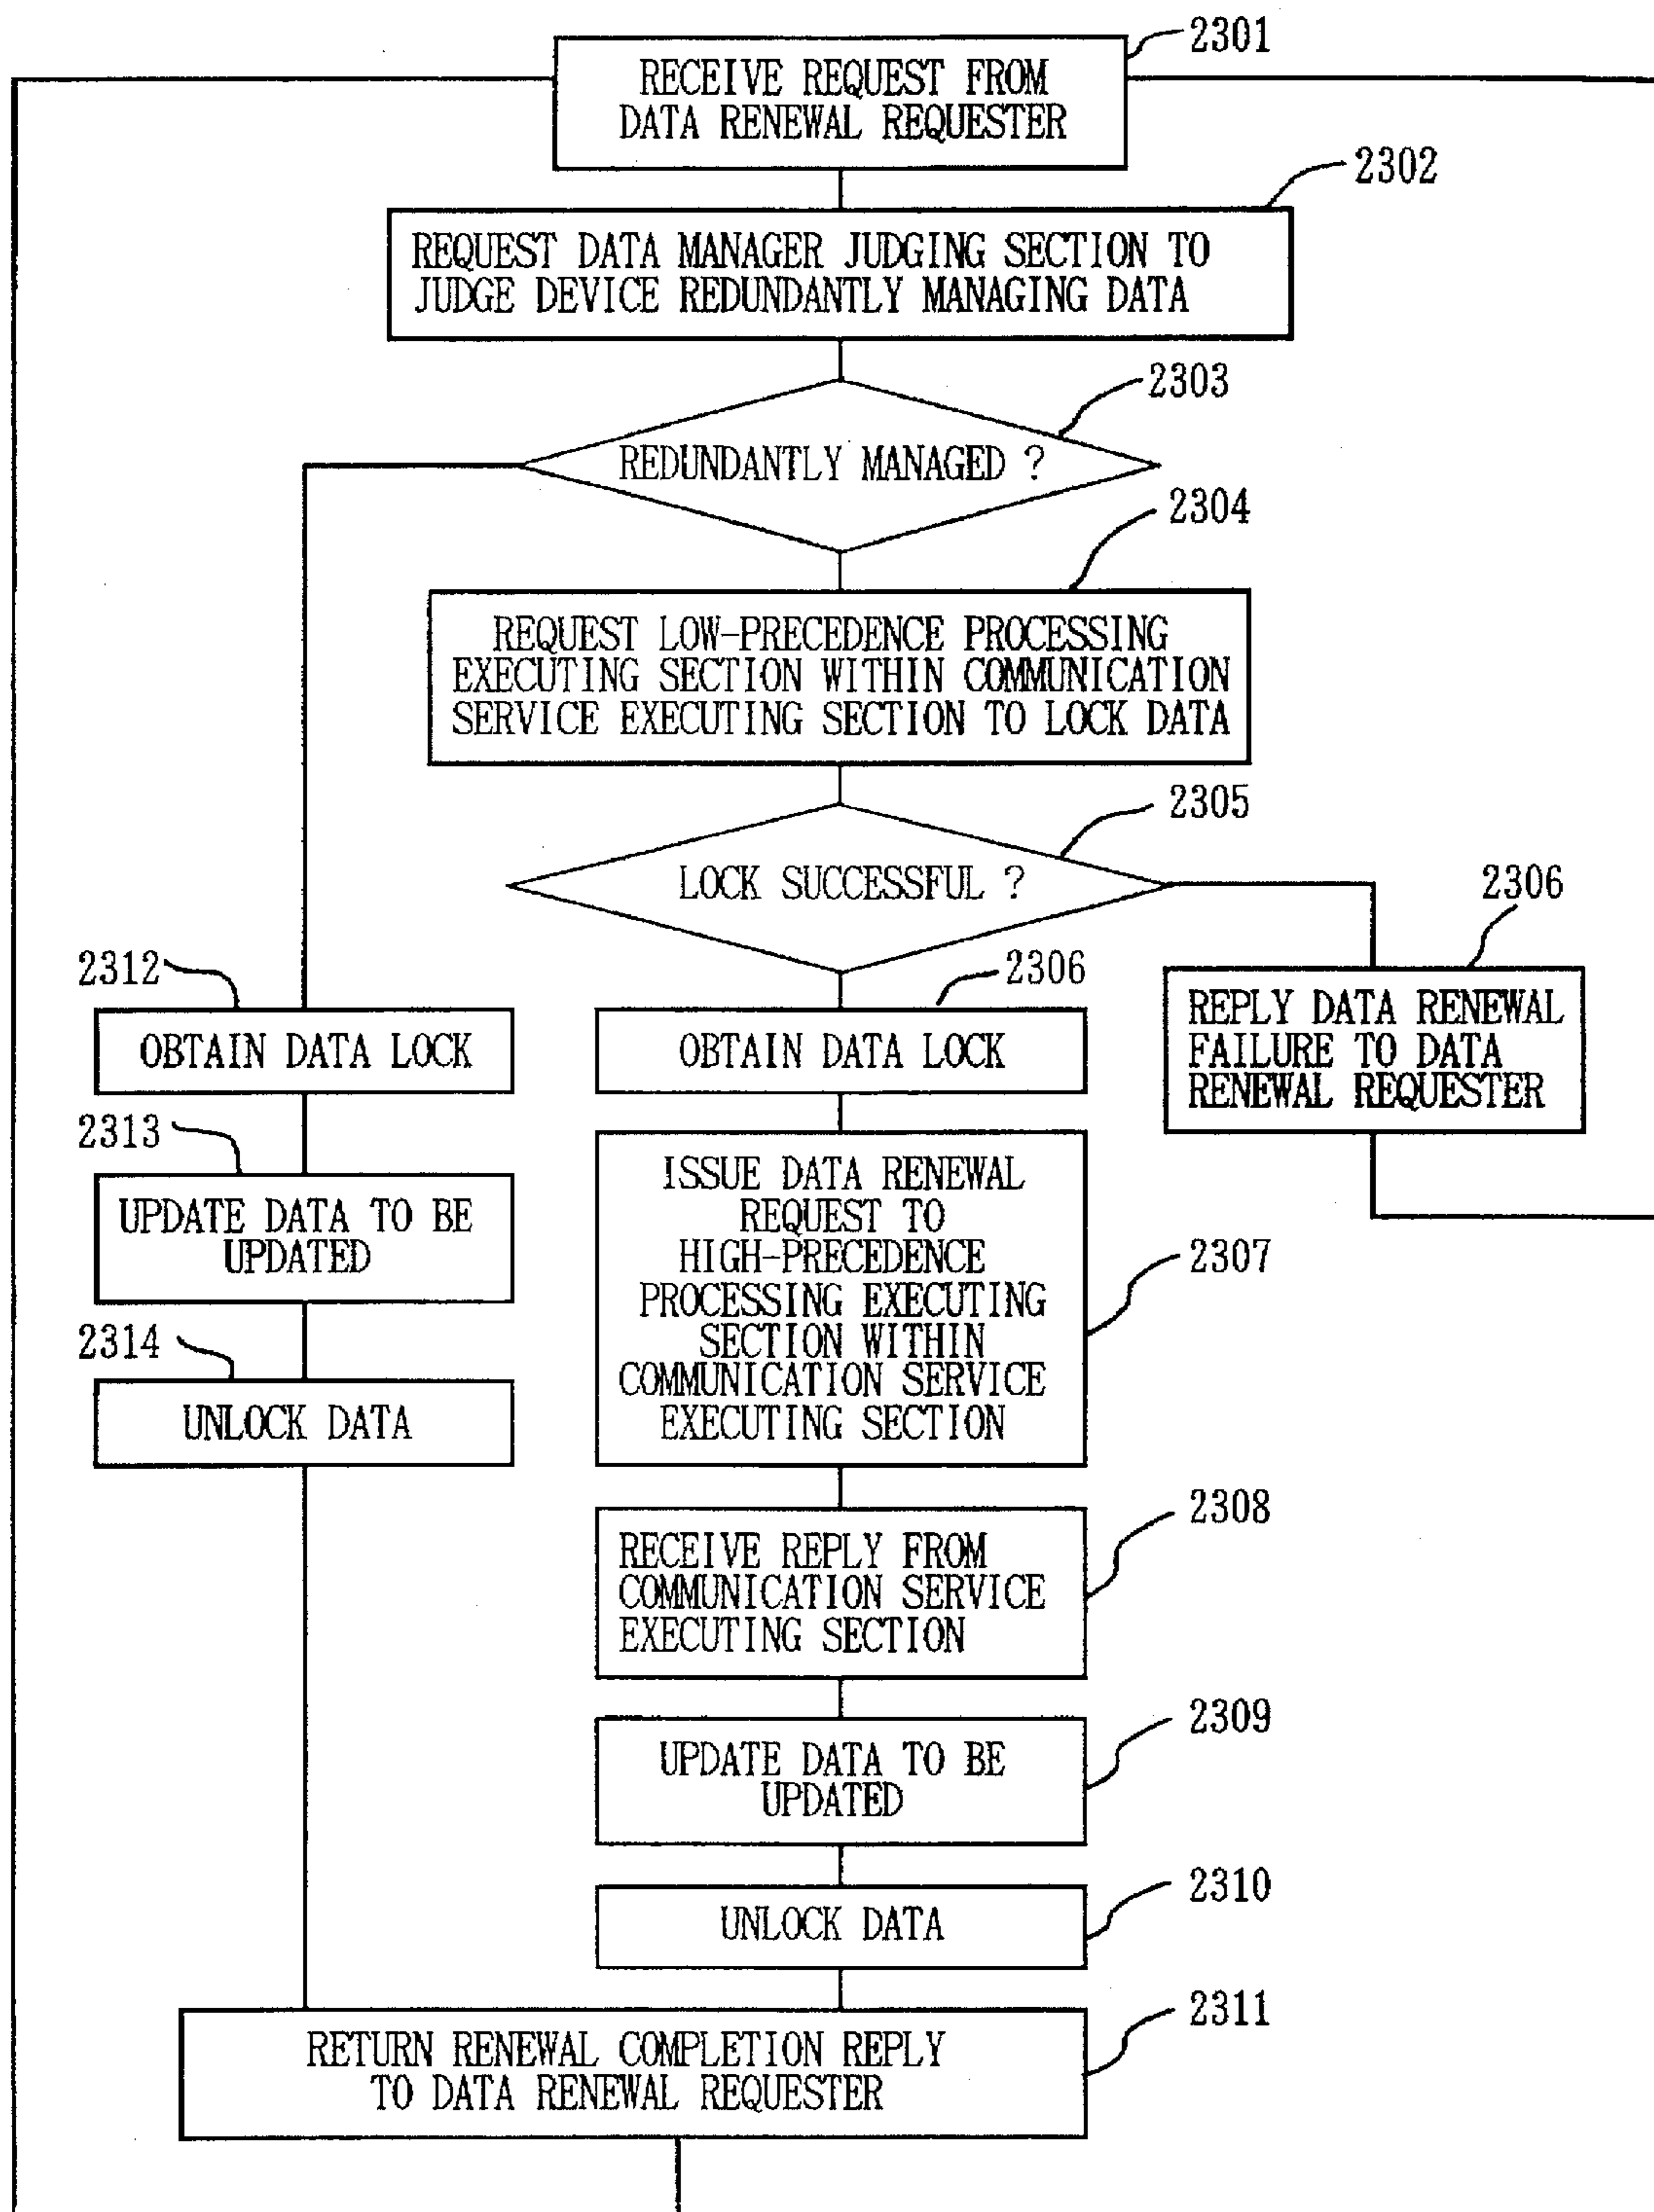 2301
RECEIVE REQUEST FROM
DATA RENEWAL REQUESTER
2302
REQUEST DATA MANAGER JUDGING SECTION TO
JUDGE DEVICE REDUNDANTLY MANAGING DATA
2303
REDUNDANTLY MANAGED ?
2304
REQUEST LOW-PRECEDENCE PROCESSING
EXECUTING SECTION WITHIN COMMUNICATION
SERVICE EXECUTING SECTION TO LOCK DATA
2305
LOCK SUCCESSFUL ?
2306
REPLY DATA RENEWAL
FAILURE TO DATA
RENEWAL REQUESTER
2312
OBTAIN DATA LOCK
2306
OBTAIN DATA LOCK
2313
UPDATE DATA TO BE
UPDATED
2314
UNLOCK DATA
ISSUE DATA RENEWAL
REQUEST TO
HIGH-PRECEDENCE
PROCESSING EXECUTING
SECTION WITHIN
COMMUNICATION SERVICE
EXECUTING SECTION
2307
RECEIVE REPLY FROM
COMMUNICATION SERVICE
EXECUTING SECTION
2308
UPDATE DATA TO BE
UPDATED
2309
UNLOCK DATA
2310
RETURN RENEWAL COMPLETION REPLY
TO DATA RENEWAL REQUESTER
2311